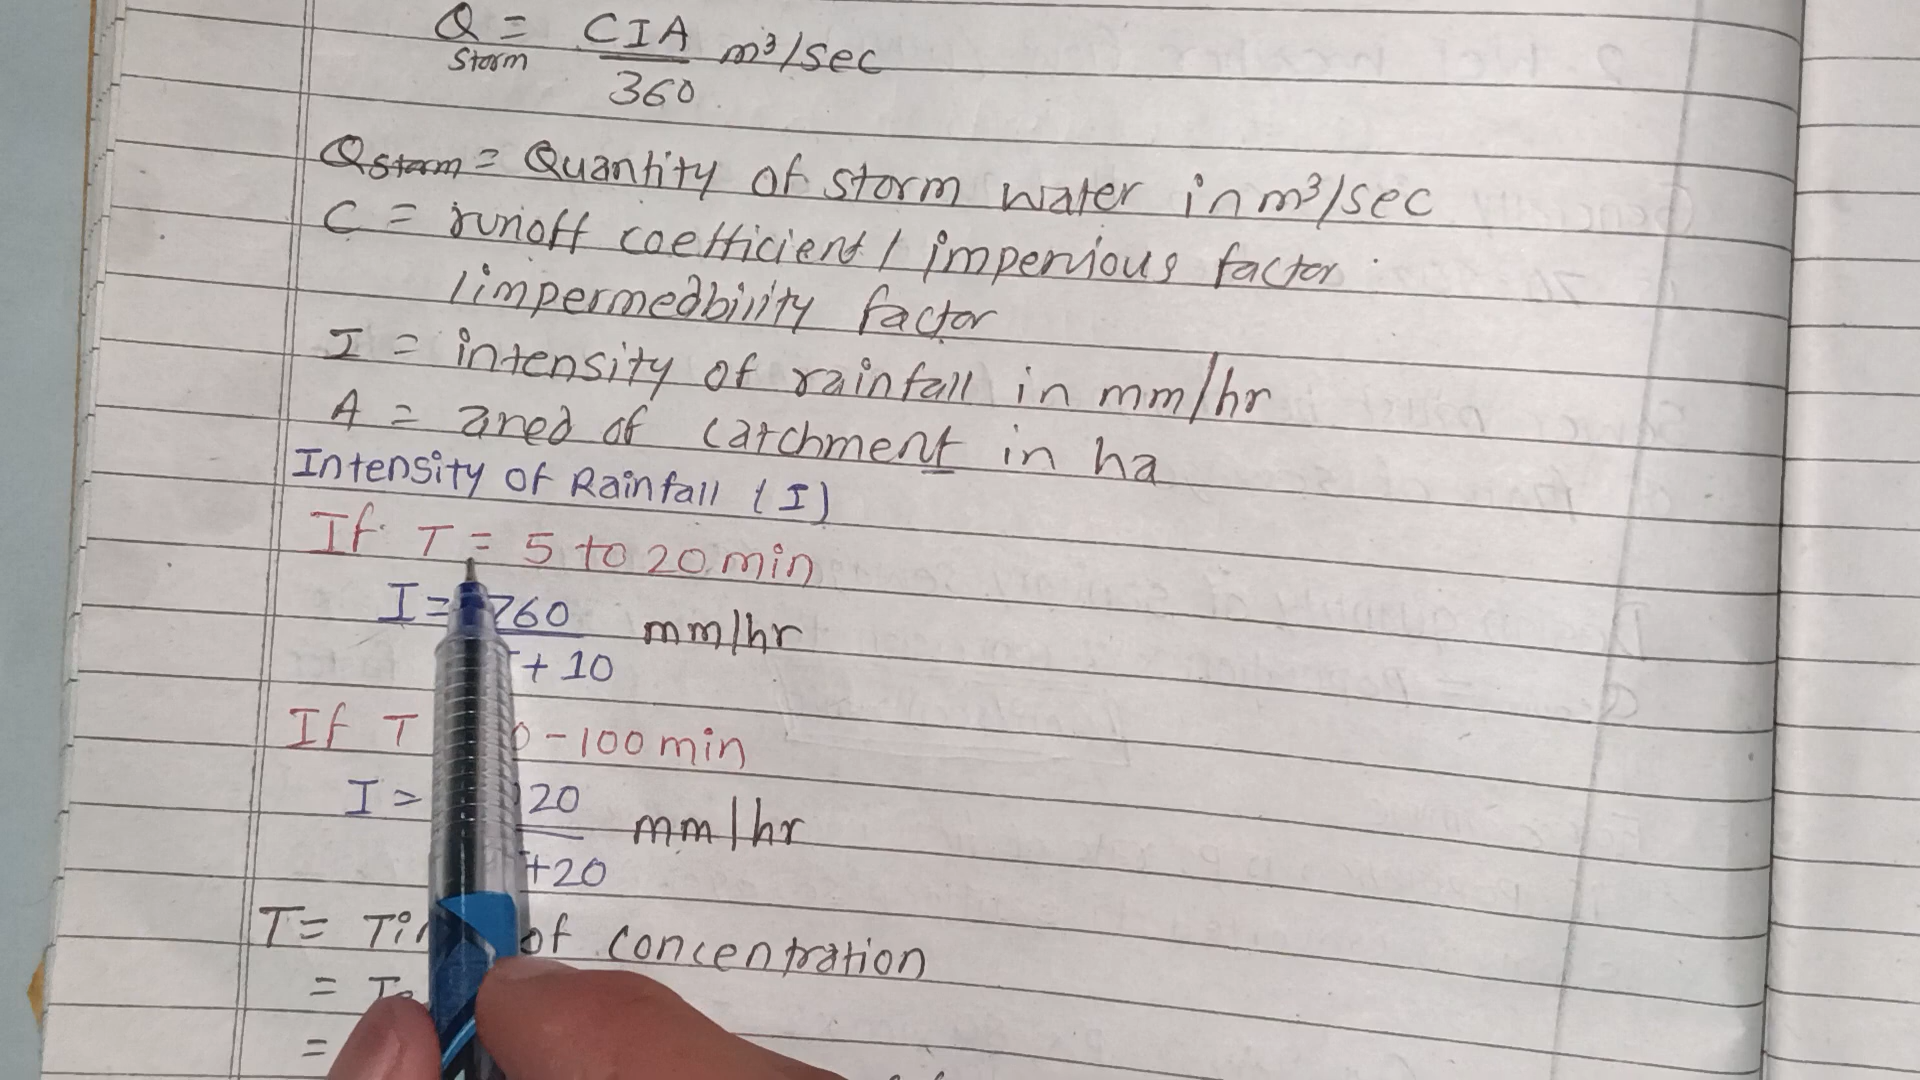 Q = CIA m³/sec
Storm 360
Qstorm = Quantity of storm water in m³/sec
C = runoff coefficient / impervious factor
/impermeability factor
I = intensity of rainfall in mm/hr
A = area of catchment in ha
Intensity of Rainfall (I)
If T = 5 to 20 min
I = 760 mm/hr
+ 10
If T 0-100 min
I = 20 mm/hr
+20
T = of concentration
=
=